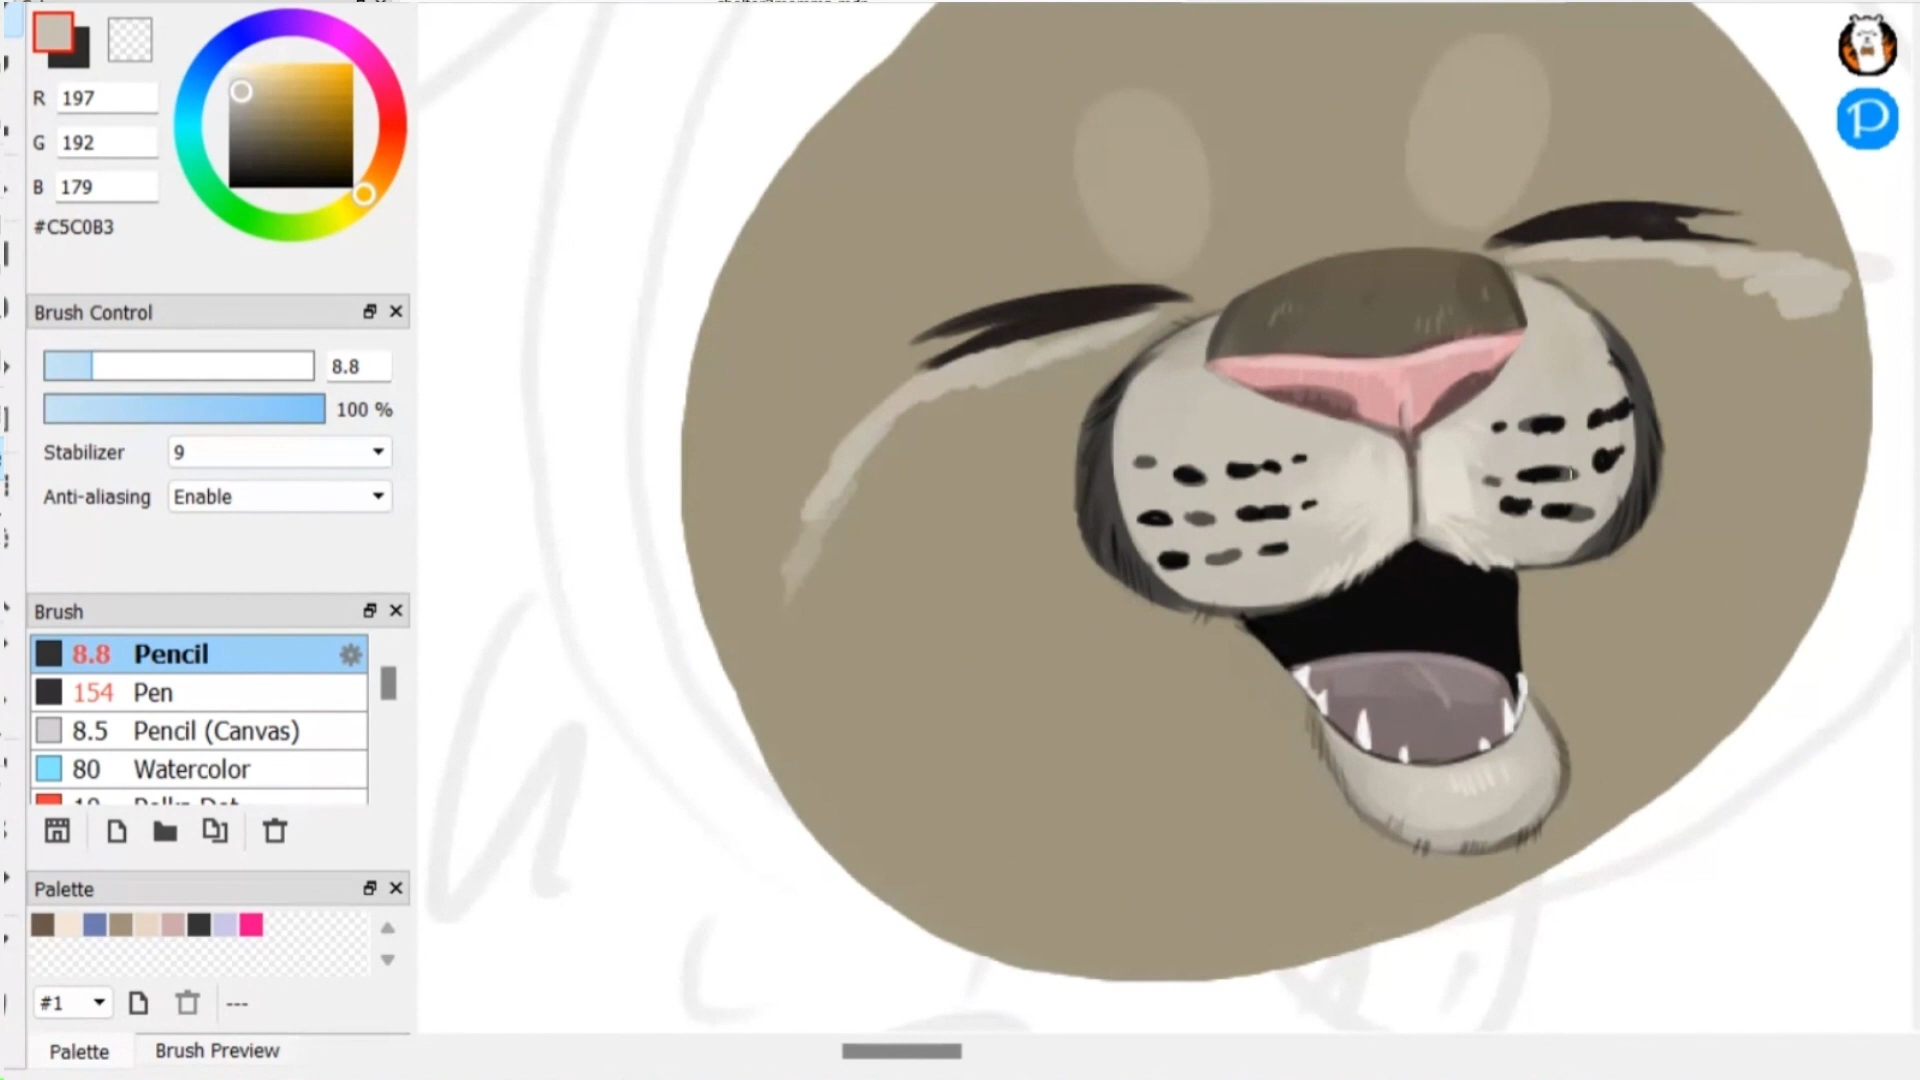 R 197
G 192
B 179
#C5C0B3
Brush Control
8.8
100 %
Stabilizer 9
Anti-aliasing Enable
Brush
8.8 Pencil
154 Pen
8.5 Pencil (Canvas)
80 Watercolor
Palette
#1
---
Palette Brush Preview
P